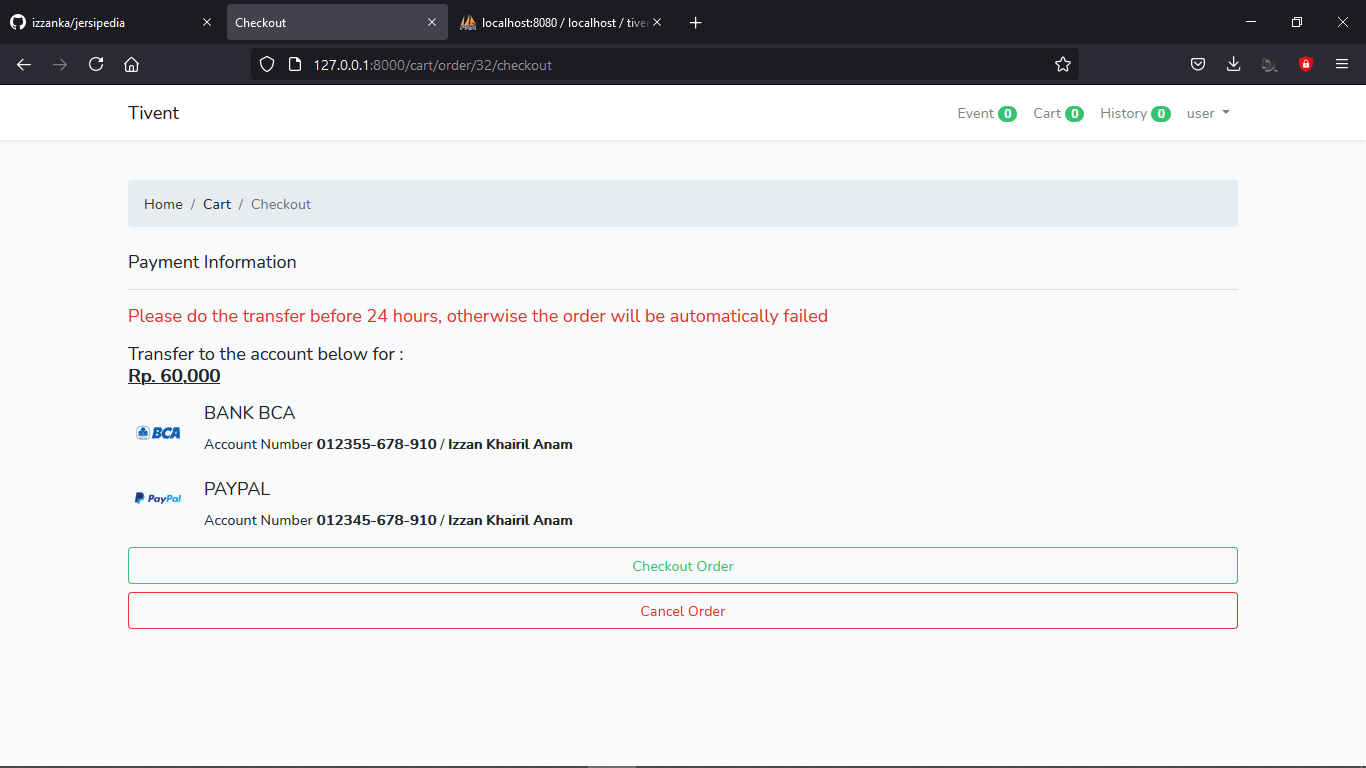 izzanka/jersipedia
Checkout
localhost:8080 / localhost / tiven
127.0.0.1:8000/cart/order/32/checkout
Tivent
Event 0 Cart 0 History 0 user
Home / Cart / Checkout
Payment Information
Please do the transfer before 24 hours, otherwise the order will be automatically failed
Transfer to the account below for :
Rp. 60,000
BCA
BANK BCA
Account Number 012355-678-910 / Izzan Khairil Anam
PayPal
PAYPAL
Account Number 012345-678-910 / Izzan Khairil Anam
Checkout Order
Cancel Order